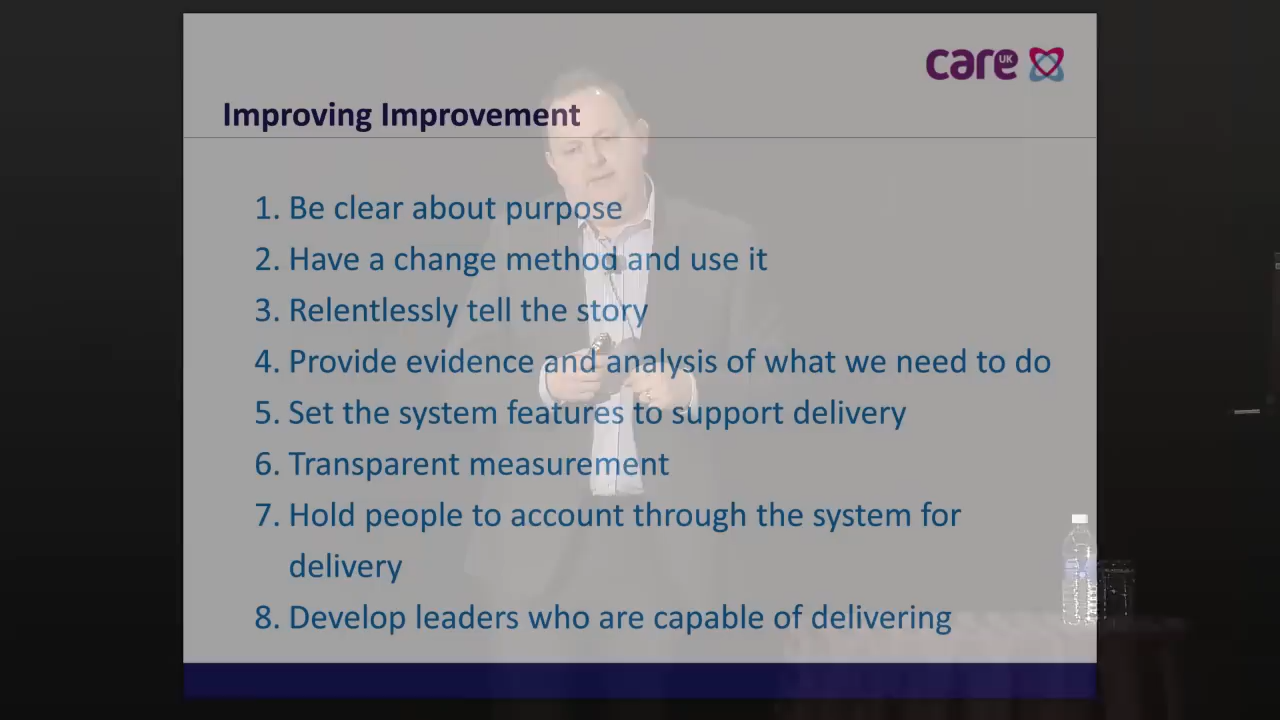 care UK
Improving Improvement
1. Be clear about purpose
2. Have a change method and use it
3. Relentlessly tell the story
4. Provide evidence and analysis of what we need to do
5. Set the system features to support delivery
6. Transparent measurement
7. Hold people to account through the system for
delivery
8. Develop leaders who are capable of delivering